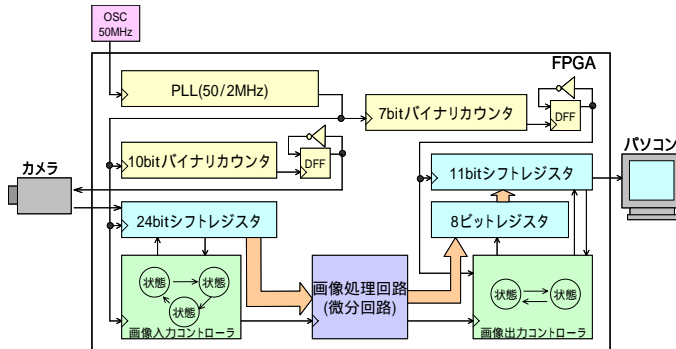 OSC
50MHz
FPGA
PLL(50/2MHz)
7bitバイナリカウンタ
DFF
10bitバイナリカウンタ
DFF
カメラ
パソコン
11bitシフトレジスタ
24bitシフトレジスタ
8ビットレジスタ
状態
状態
状態
画像入力コントローラ
画像処理回路
(微分回路)
状態
状態
画像出力コントローラ